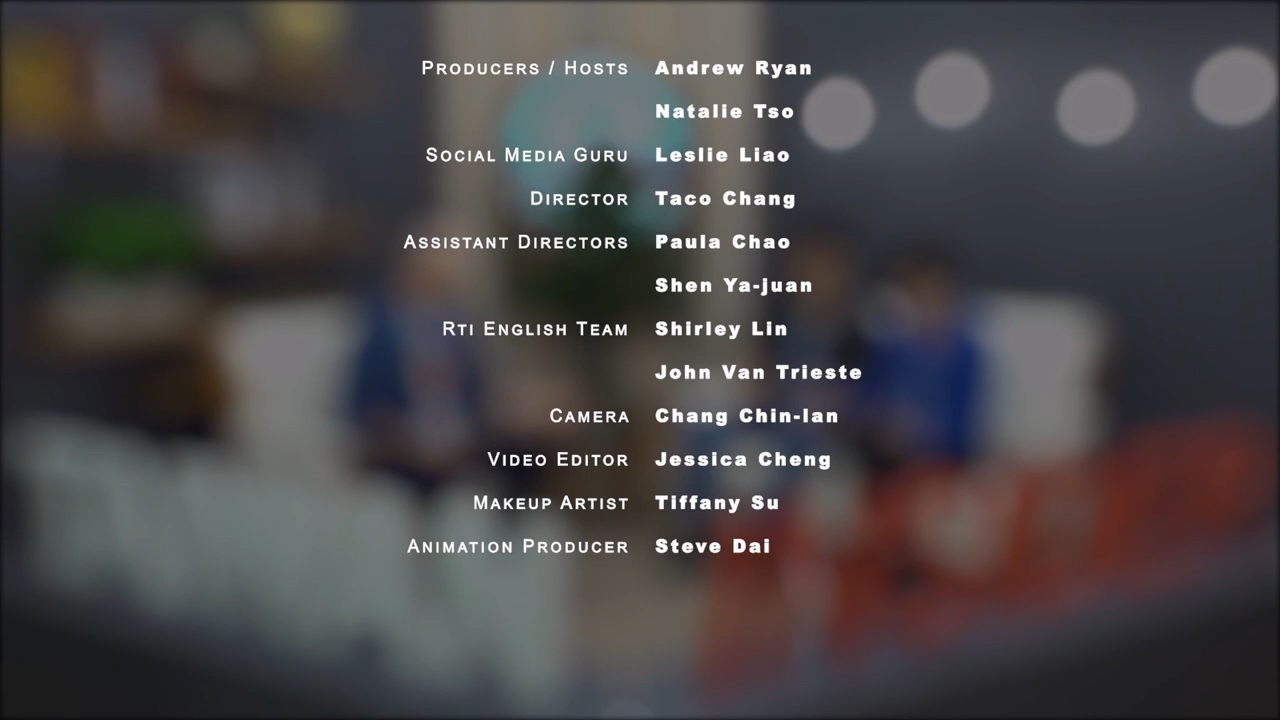 Producers / Hosts Andrew Ryan
Natalie Tso
Social Media Guru Leslie Liao
Director Taco Chang
Assistant Directors Paula Chao
Shen Ya-juan
Rti English Team Shirley Lin
John Van Trieste
Camera Chang Chin-lan
Video Editor Jessica Cheng
Makeup Artist Tiffany Su
Animation Producer Steve Dai